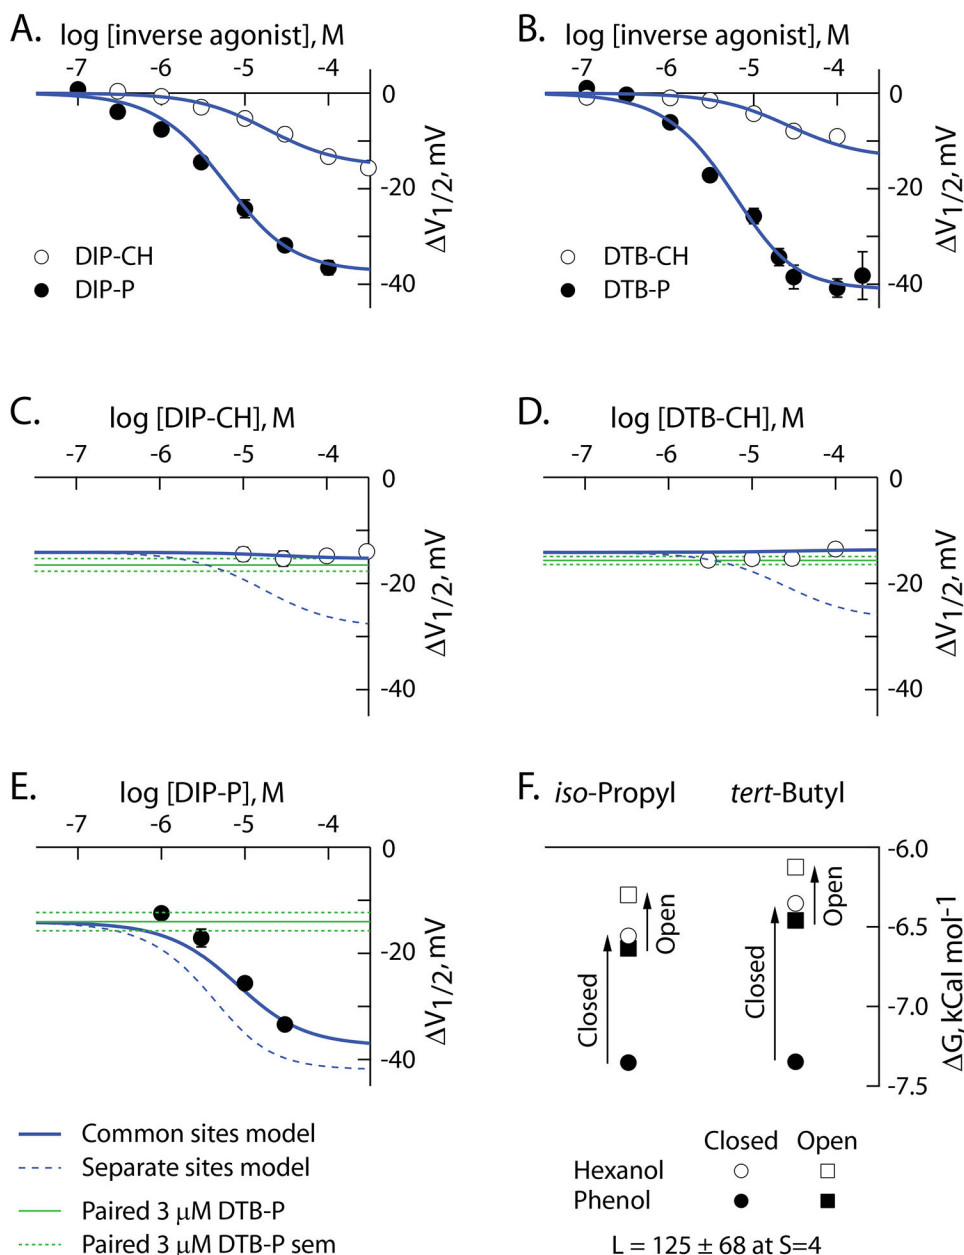 A.
log [inverse agonist], M
-7 -6 -5 -4
0
-20
-40
ΔV1/2, mV
DIP-CH
DIP-P
B.
log [inverse agonist], M
-7 -6 -5 -4
0
-20
-40
ΔV1/2, mV
DTB-CH
DTB-P
C.
log [DIP-CH], M
-7 -6 -5 -4
0
-20
-40
ΔV1/2, mV
D.
log [DTB-CH], M
-7 -6 -5 -4
0
-20
-40
ΔV1/2, mV
E.
log [DIP-P], M
-7 -6 -5 -4
0
-20
-40
ΔV1/2, mV
Common sites model
Separate sites model
Paired 3 μM DTB-P
Paired 3 μM DTB-P sem
F.
iso-Propyl
tert-Butyl
-6.0
-6.5
-7.0
-7.5
ΔG, kCal mol-1
Closed
Open
Closed
Open
Closed Open
Hexanol
Phenol
L = 125 ± 68 at S=4